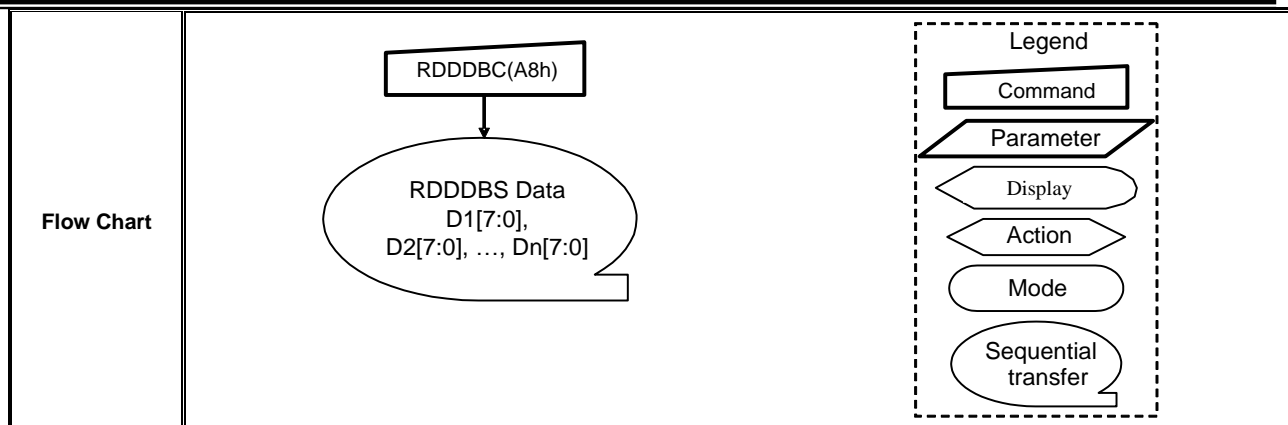 Flow Chart
RDDDBC(A8h)
RDDDBS Data
D1[7:0],
D2[7:0], …, Dn[7:0]
Legend
Command
Parameter
Display
Action
Mode
Sequential
transfer